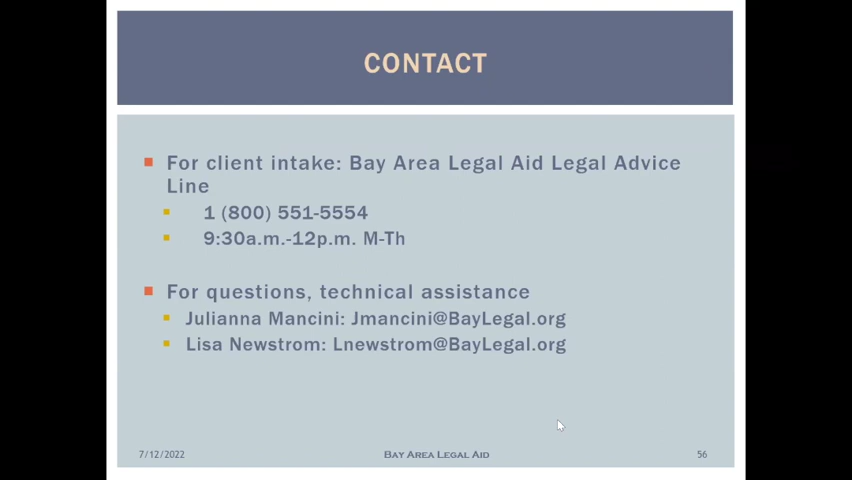 CONTACT
For client intake: Bay Area Legal Aid Legal Advice
Line
1 (800) 551-5554
9:30a.m.-12p.m. M-Th
For questions, technical assistance
Julianna Mancini: Jmancini@BayLegal.org
Lisa Newstrom: Lnewstrom@BayLegal.org
7/12/2022
Bay Area Legal Aid
56